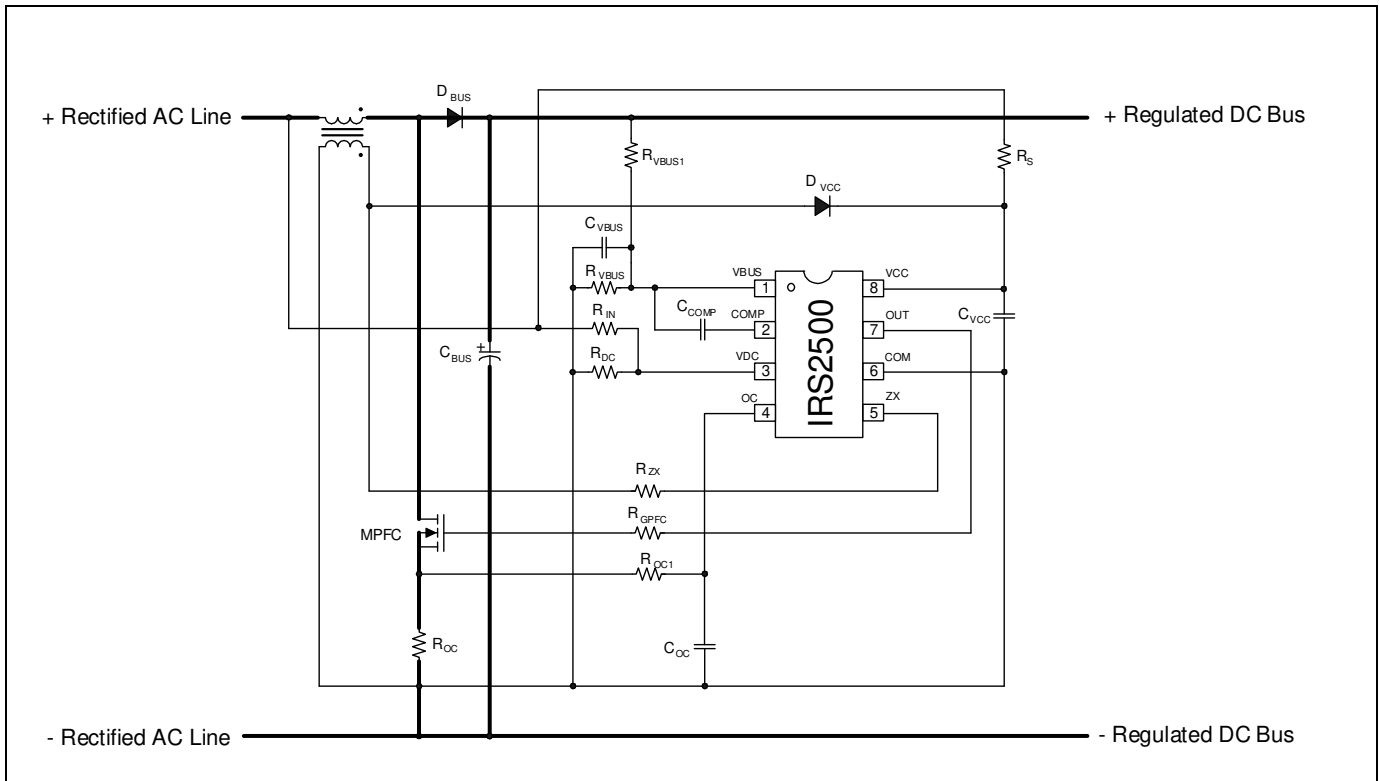 D BUS
+ Rectified AC Line
+ Regulated DC Bus
R VBUS1
R S
D VCC
C VBUS
R VBUS
VBUS
VCC
1
8
R IN
C COMP
COMP
OUT
2
7
C VCC
C BUS
+
R DC
VDC
COM
3
6
OC
ZX
4
5
IRS2500
R ZX
R GPFC
MPFC
R OC1
R OC
C OC
- Rectified AC Line
- Regulated DC Bus